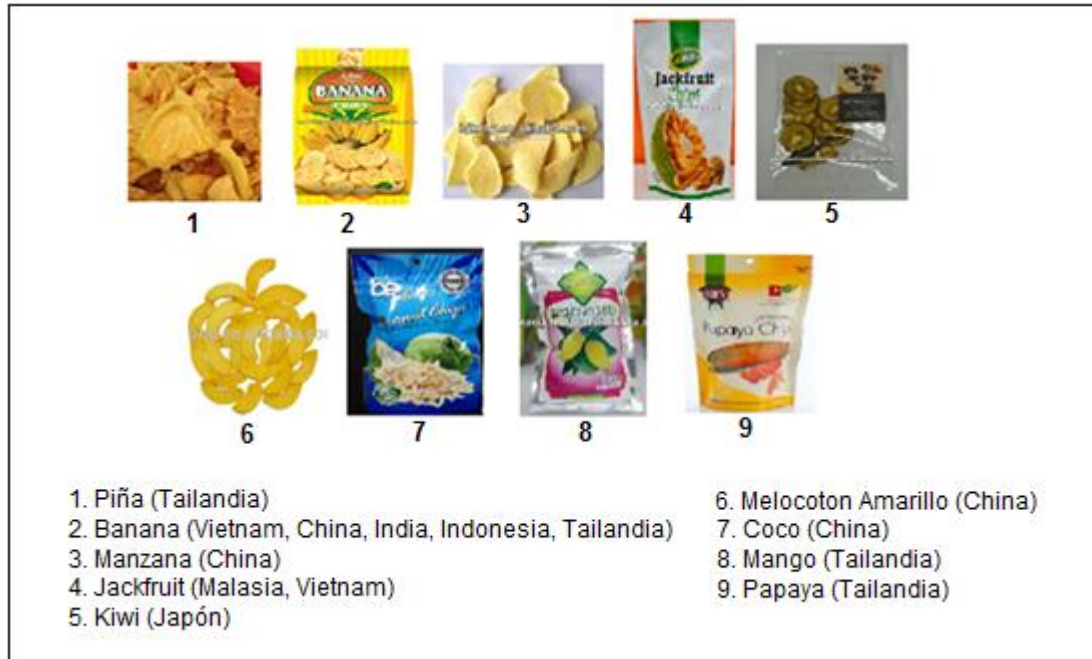 BANANA
Jackfruit
1
2
3
4
5
Papaya Chip
6
7
8
9
1. Piña (Tailandia)
2. Banana (Vietnam, China, India, Indonesia, Tailandia)
3. Manzana (China)
4. Jackfruit (Malasia, Vietnam)
5. Kiwi (Japón)
6. Melocoton Amarillo (China)
7. Coco (China)
8. Mango (Tailandia)
9. Papaya (Tailandia)